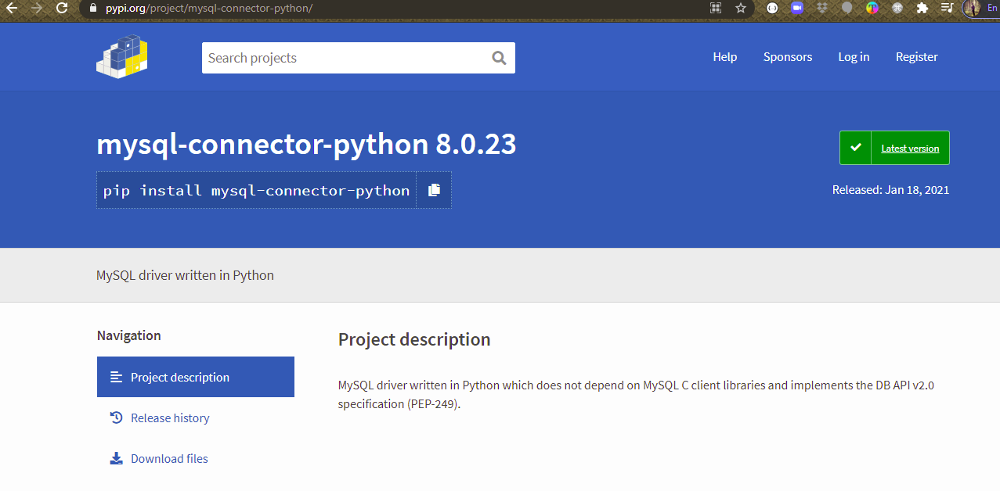 pypi.org/project/mysql-connector-python/
En
Search projects
Help
Sponsors
Log in
Register
mysql-connector-python 8.0.23
Latest version
pip install mysql-connector-python
Released: Jan 18, 2021
MySQL driver written in Python
Navigation
Project description
Release history
Download files
Project description
MySQL driver written in Python which does not depend on MySQL C client libraries and implements the DB API v2.0
specification (PEP-249).